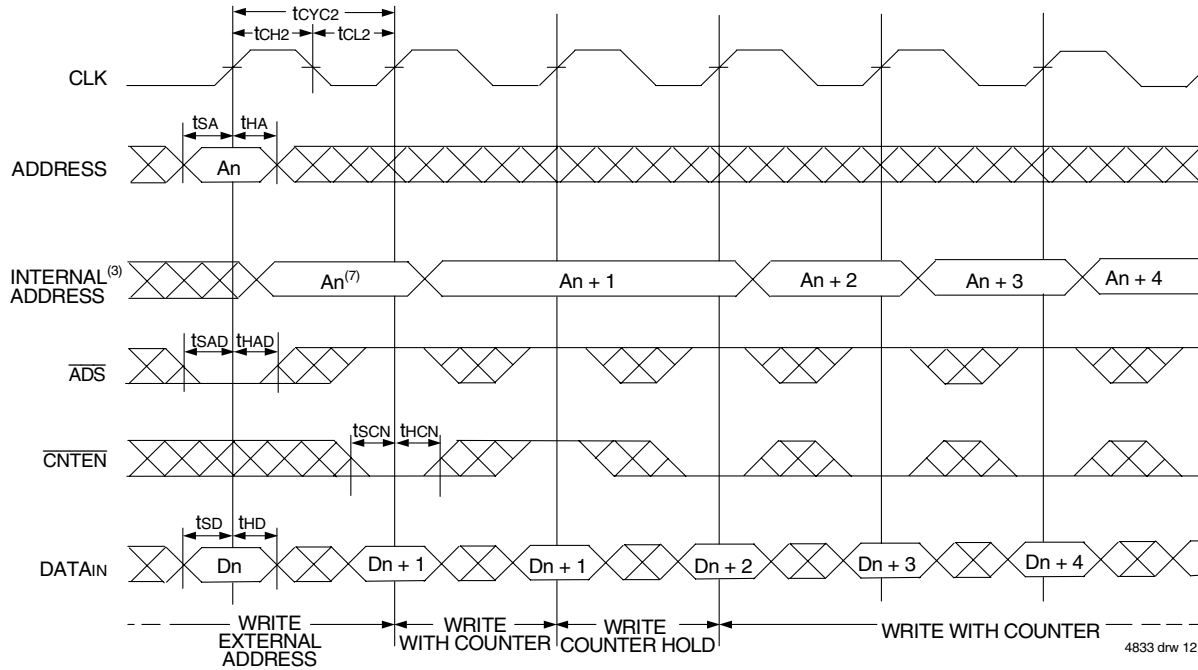 tCYC2
tCH2 tCL2
CLK
tSA tHA
ADDRESS An
INTERNAL(3)
ADDRESS
An(7) An + 1 An + 2 An + 3 An + 4
tSAD tHAD
ADS
tSCN tHCN
CNTEN
tSD tHD
DATAIN Dn Dn + 1 Dn + 1 Dn + 2 Dn + 3 Dn + 4
WRITE
EXTERNAL
ADDRESS
WRITE
WITH COUNTER
WRITE
COUNTER HOLD
WRITE WITH COUNTER
4833 drw 12